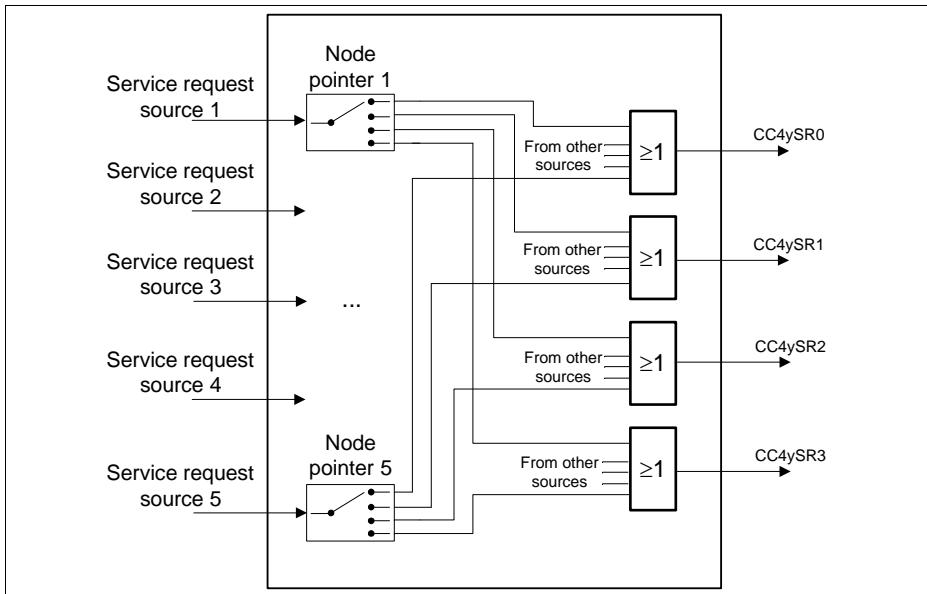 Node
pointer 1
Service request
source 1
Service request
source 2
Service request
source 3
Service request
source 4
Service request
source 5
...
Node
pointer 5
From other
sources
≥1
CC4ySR0
From other
sources
≥1
CC4ySR1
From other
sources
≥1
CC4ySR2
From other
sources
≥1
CC4ySR3